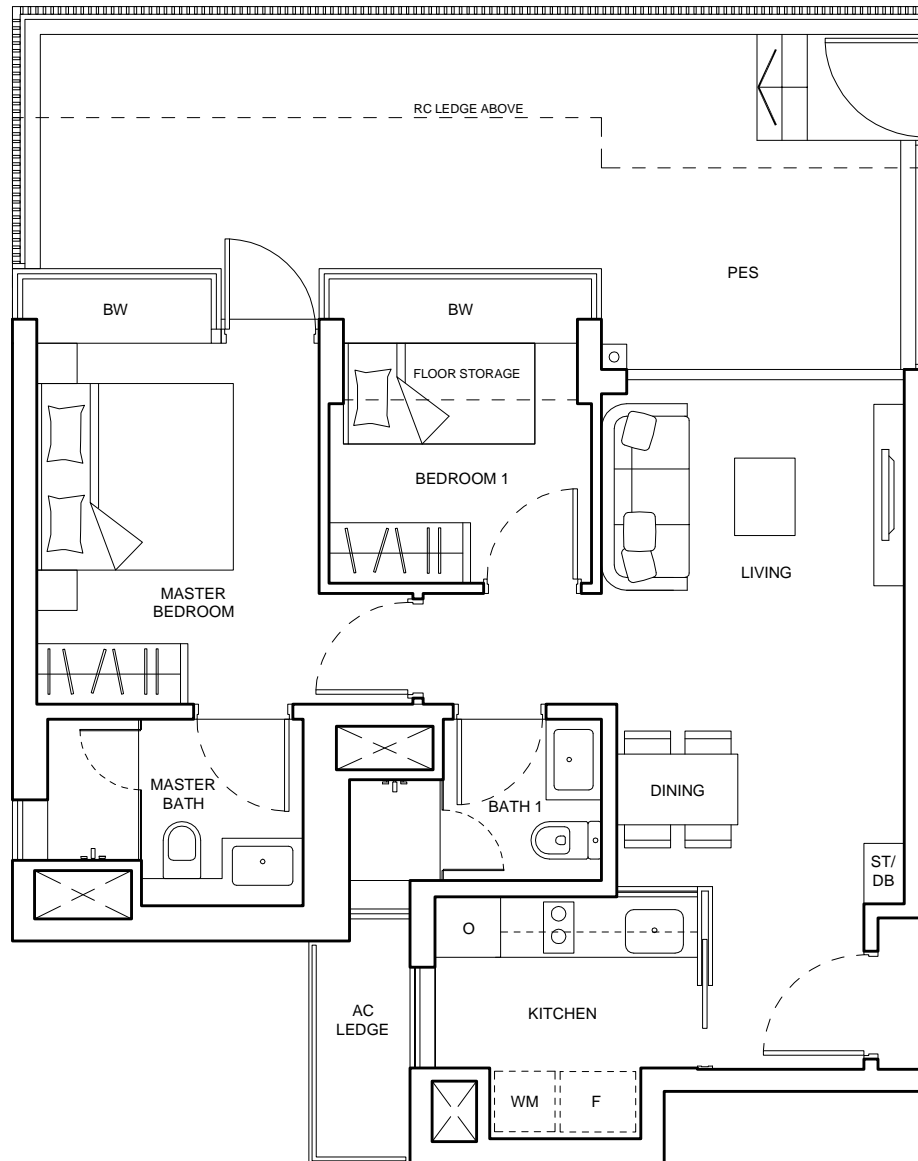 RC LEDGE ABOVE
PES
BW
BW
FLOOR STORAGE
BEDROOM 1
LIVING
MASTER
BEDROOM
MASTER
BATH
BATH 1
DINING
ST/
DB
O
KITCHEN
AC
LEDGE
WM
F